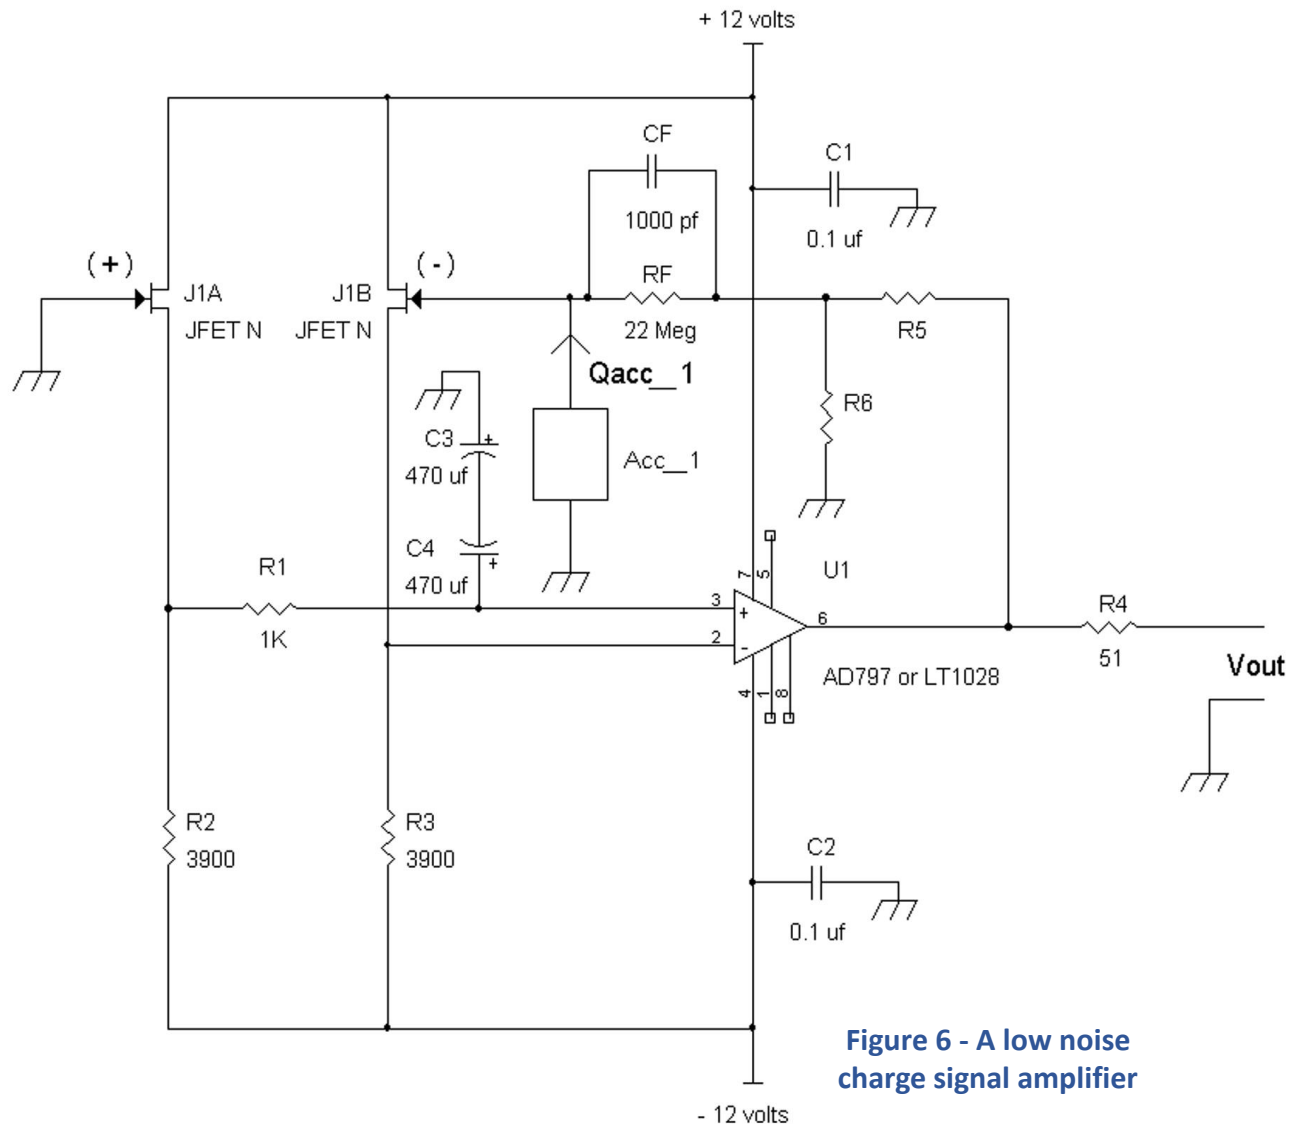 + 12 volts
CF
1000 pf
C1
0.1 uf
(+)
J1A
JFET N
J1B
JFET N
(-)
RF
22 Meg
R5
Qacc__1
R6
C3
+
470 uf
Acc__1
C4
+
470 uf
R1
1K
7
5
U1
3
+
2
-
6
4
1
8
AD797 or LT1028
R4
51
Vout
R2
3900
R3
3900
C2
0.1 uf
- 12 volts
Figure 6 - A low noise
charge signal amplifier